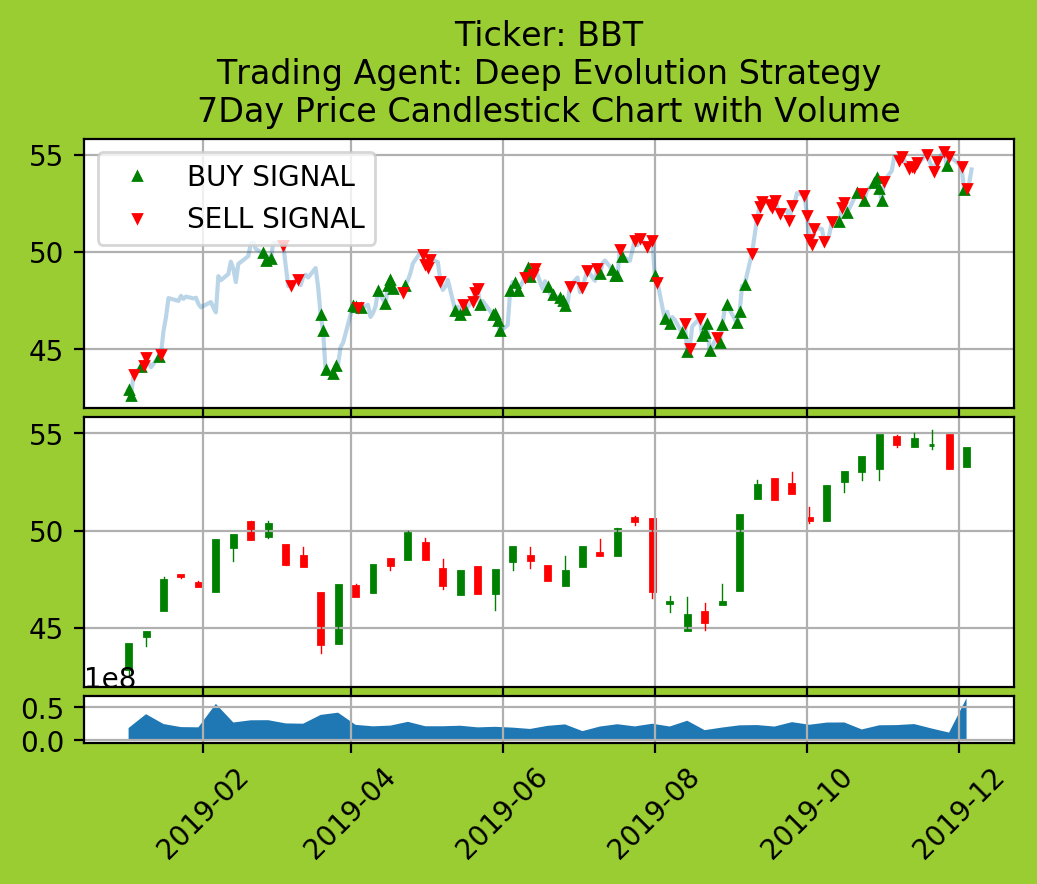 Ticker: BBT
Trading Agent: Deep Evolution Strategy
7Day Price Candlestick Chart with Volume
55
BUY SIGNAL
SELL SIGNAL
50
45
55
50
45
1e8
0.5
0.0
2019-02
2019-04
2019-06
2019-08
2019-10
2019-12